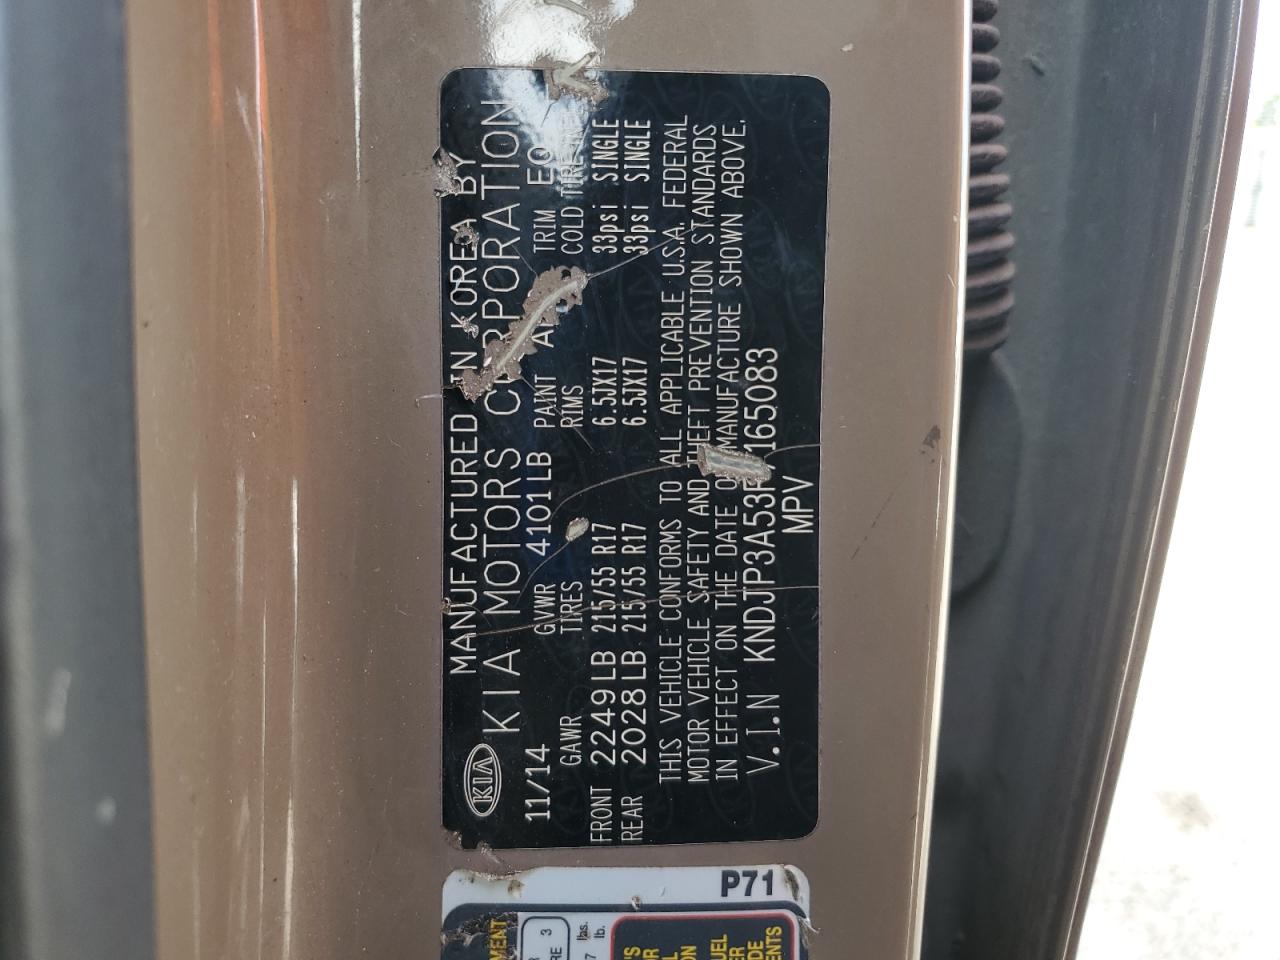 MANUFACTURED IN KOREA BY
KIA KIA MOTORS CORPORATION
11/14 GVWR 4101LB PAINT TRIM EQ
GAWR TIRES RIMS COLD
FRONT 2249LB 215/55 R17 6.5JX17 33psi SINGLE
REAR 2028LB 215/55 R17 6.5JX17 33psi SINGLE
THIS VEHICLE CONFORMS TO ALL APPLICABLE U.S.A. FEDERAL
MOTOR VEHICLE SAFETY AND THEFT PREVENTION STANDARDS
IN EFFECT ON THE DATE MANUFACTURE SHOWN ABOVE.
V.I.N
MPV
P71